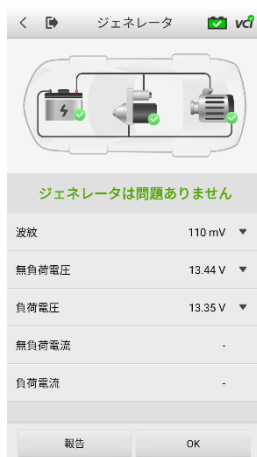 ジェネレータ
vci
ジェネレータは問題ありません
波紋 110 mV
無負荷電圧 13.44 V
負荷電圧 13.35 V
無負荷電流 -
負荷電流 -
報告 OK